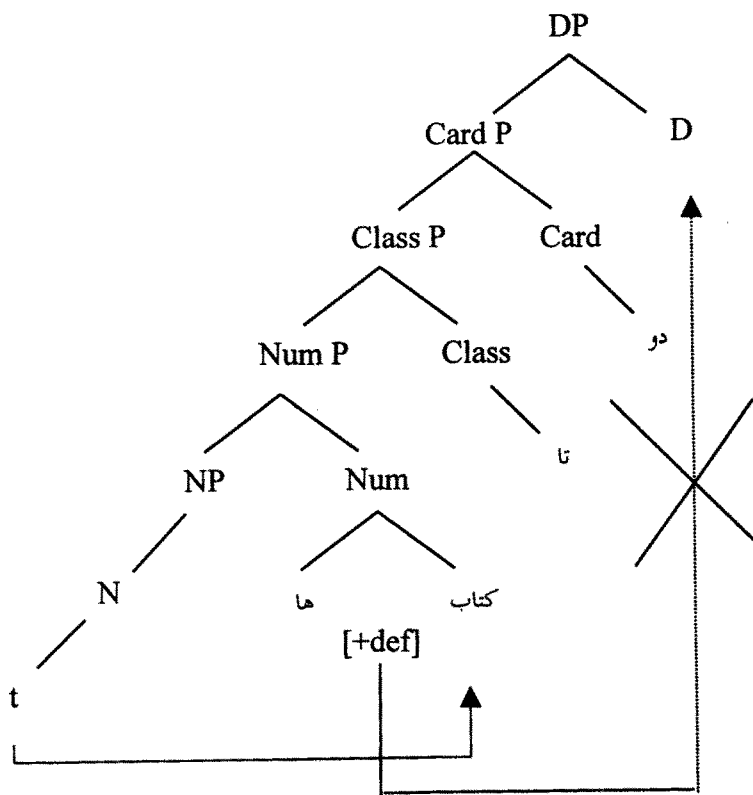 DP
Card P D
Class P Card
Num P Class دو
NP Num تا
N ها کتاب
[+def]
t